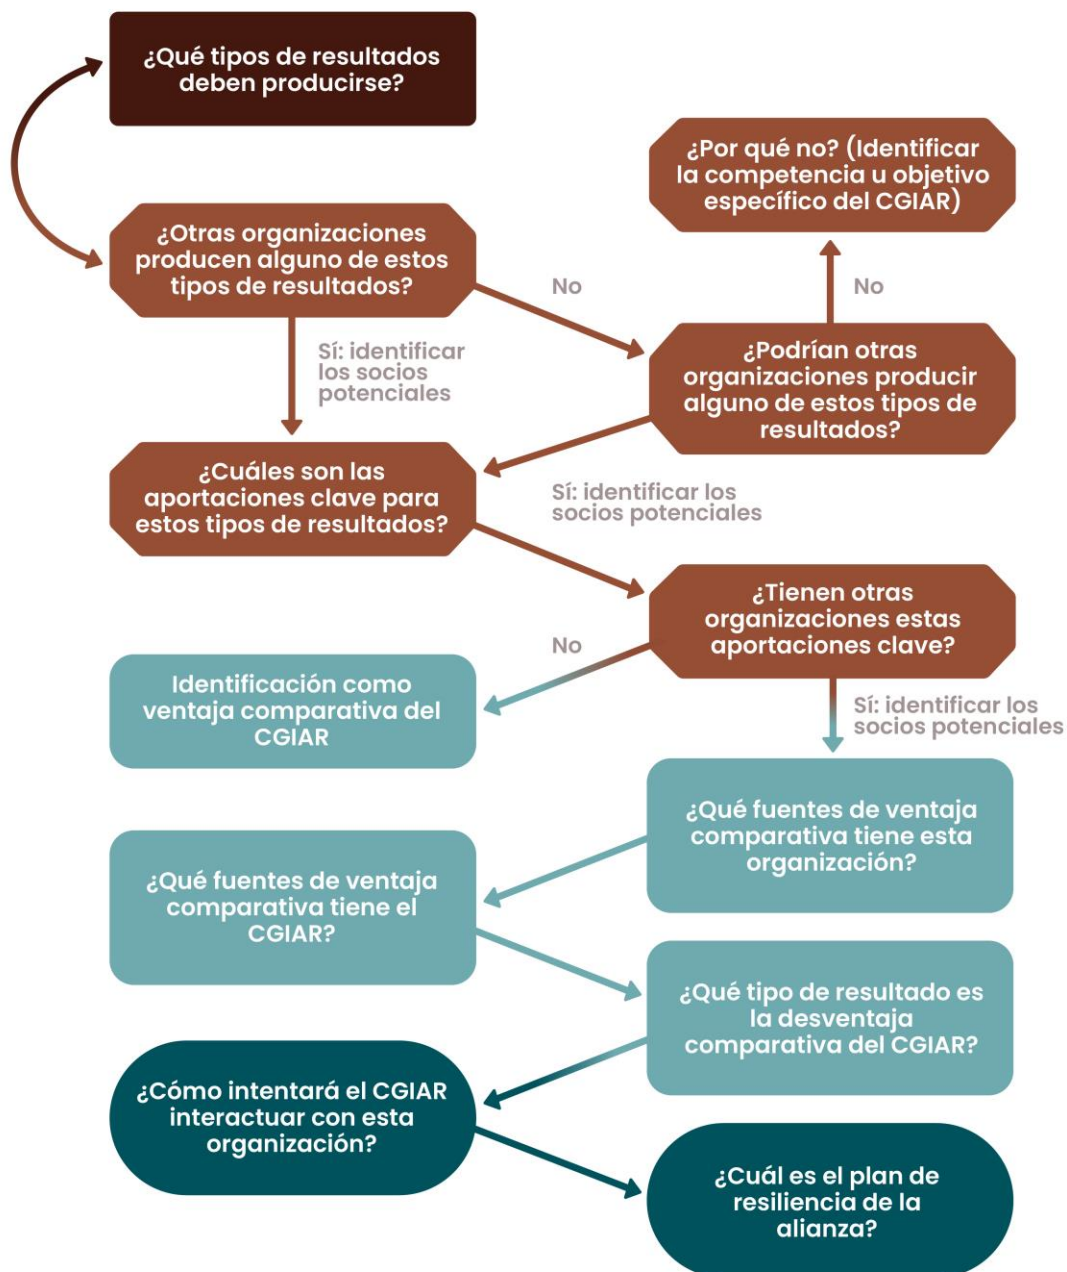 ¿Qué tipos de resultados
deben producirse?
¿Por qué no? (Identificar
la competencia u objetivo
específico del CGIAR)
¿Otras organizaciones
producen alguno de estos
tipos de resultados?
No
No
Sí: identificar
los socios
potenciales
¿Podrían otras
organizaciones producir
alguno de estos tipos de
resultados?
¿Cuáles son las
aportaciones clave para
estos tipos de resultados?
Sí: identificar los
socios potenciales
¿Tienen otras
organizaciones estas
aportaciones clave?
No
Identificación como
ventaja comparativa del
CGIAR
Sí: identificar los
socios potenciales
¿Qué fuentes de ventaja
comparativa tiene esta
organización?
¿Qué fuentes de ventaja
comparativa tiene el
CGIAR?
¿Qué tipo de resultado es
la desventaja
comparativa del CGIAR?
¿Cómo intentará el CGIAR
interactuar con esta
organización?
¿Cuál es el plan de
resiliencia de la
alianza?